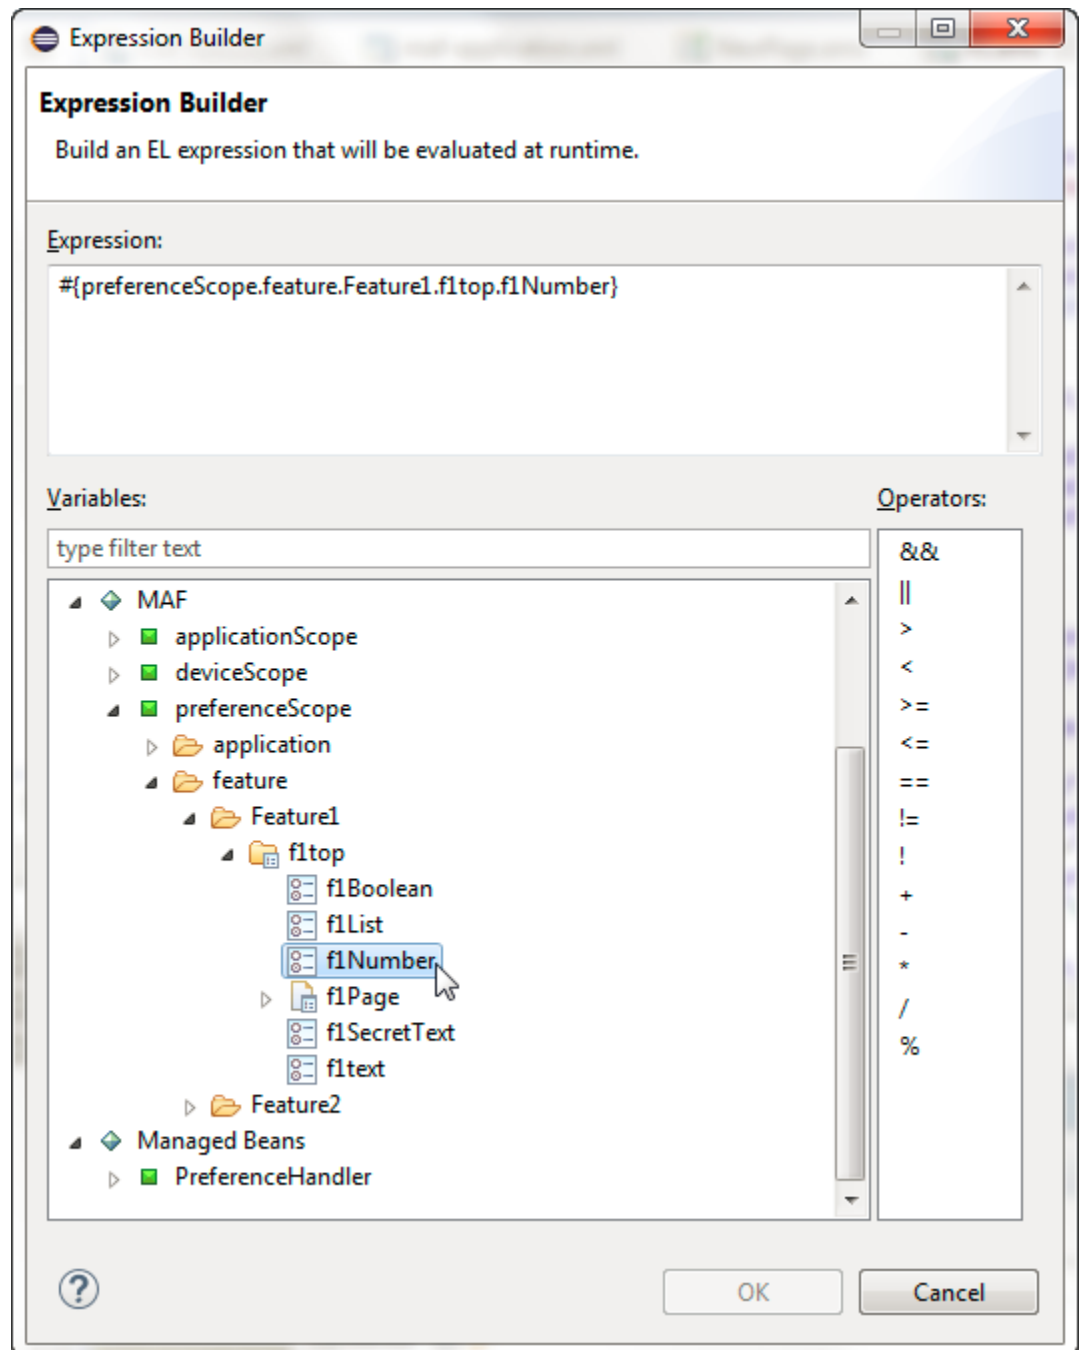 Expression Builder
Expression Builder
Build an EL expression that will be evaluated at runtime.
Expression:
#{preferenceScope.feature.Feature1.f1top.f1Number}
Variables:
Operators:
type filter text
MAF
applicationScope
deviceScope
preferenceScope
application
feature
Feature1
f1top
f1Boolean
f1List
f1Number
f1Page
f1SecretText
f1text
Feature2
Managed Beans
PreferenceHandler
&&
||
>
<
>=
<=
==
!=
!
+
-
*
/
%
?
OK
Cancel